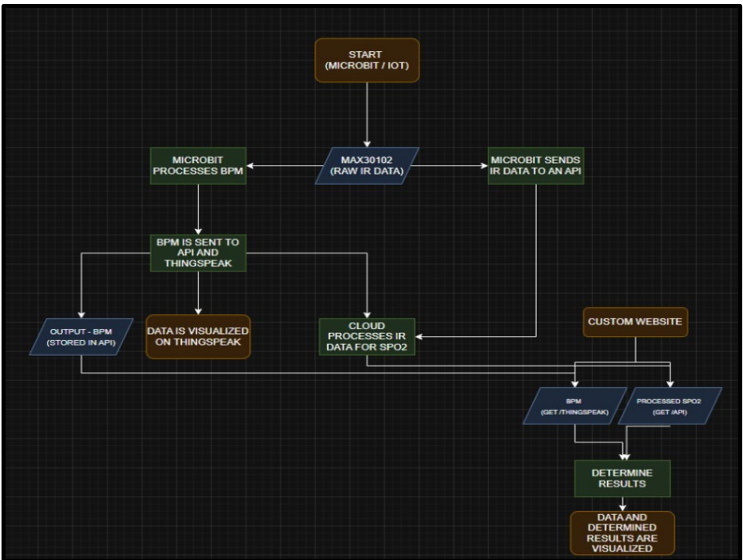 START
(MICROBIT / IOT)
MICROBIT
PROCESSES BPM
MAX30102
(RAW IR DATA)
MICROBIT SENDS
IR DATA TO AN API
BPM IS SENT TO
API AND
THINGSPEAK
OUTPUT - BPM
(STORED IN API)
DATA IS VISUALIZED
ON THINGSPEAK
CLOUD
PROCESSES IR
DATA FOR SPO2
CUSTOM WEBSITE
BPM
(GET /THINGSPEAK)
PROCESSED SPO2
(GET /API)
DETERMINE
RESULTS
DATA AND
DETERMINED
RESULTS ARE
VISUALIZED